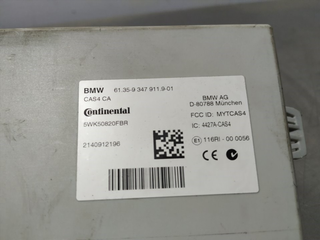 BMW 61.35-9 347 911.9-01
CAS4 CA
Continental
5WK50820FBR
2140912196
BMW AG
D-80788 München
FCC ID: MYTCAS4
IC: 4427A-CAS4
E1 116RI - 00 0056